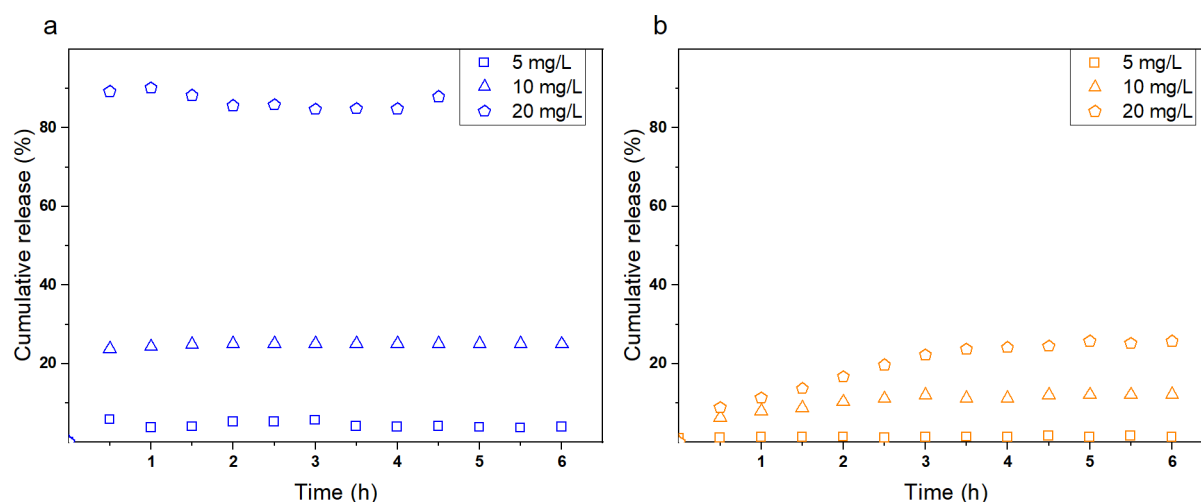 a
5 mg/L
10 mg/L
20 mg/L
80
60
40
20
Cumulative release (%)
1 2 3 4 5 6
Time (h)
b
5 mg/L
10 mg/L
20 mg/L
80
60
40
20
Cumulative release (%)
1 2 3 4 5 6
Time (h)